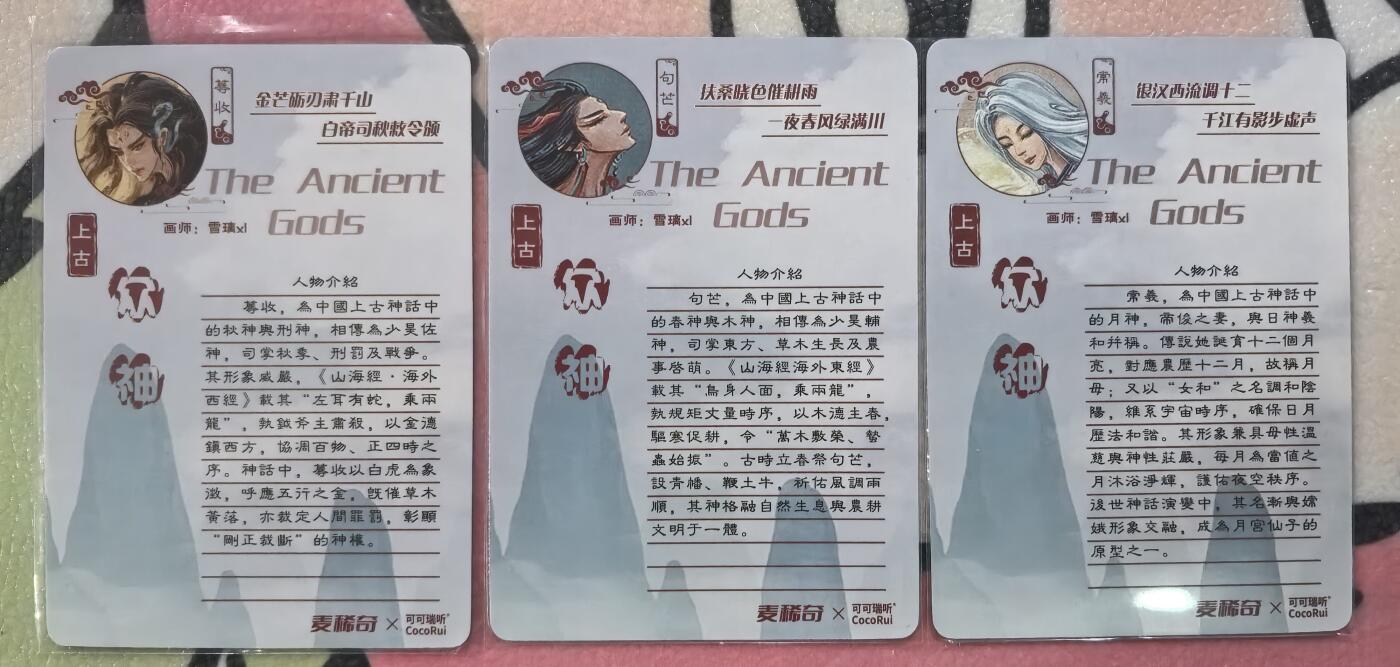 蓐收
金芒砺刃肃千山
白帝司秋敕令颁
The Ancient
Gods
画师：雪璃xl
上古
众神
人物介紹
蓐收，為中國上古神話中
的秋神與刑神，相傳為少昊佐
神，司掌秋季、刑罰及戰爭。
其形象威嚴，《山海經·海外
西經》載其“左耳有蛇，乘兩
龍”，執鉞斧主肅殺，以金德
鎮西方，協凋百物、正四時之
序。神話中，蓐收以白虎為象
徵，呼應五行之金，既催草木
黃落，亦裁定人間罪罰，彰顯
“剛正裁斷”的神權。
麦稀奇×可可瑞听®
CocoRui
句芒
扶桑晓色催耕雨
一夜春风绿满川
The Ancient
Gods
画师：雪璃xl
上古
众神
人物介紹
句芒，為中國上古神話中
的春神與木神，相傳為少昊輔
神，司掌東方、草木生長及農
事啓萌。《山海經海外東經》
載其“鳥身人面，乘兩龍”，
執規矩丈量時序，以木德主春，
驅寒促耕，令“萬木敷榮、蟄
蟲始振”。古時立春祭句芒，
設青幡、鞭土牛，祈佑風調雨
順，其神格融自然生息與農耕
文明于一體。
麦稀奇×可可瑞听®
CocoRui
常羲
银汉西流调十二
千江有影步虚声
The Ancient
Gods
画师：雪璃xl
上古
众神
人物介紹
常羲，為中國上古神話中
的月神，帝俊之妻，與日神羲
和幷稱。傳說她誕育十二個月
亮，對應農歷十二月，故稱月
母；又以“女和”之名調和陰
陽，維系宇宙時序，確保日月
歷法和諧。其形象兼具母性溫
慈與神性莊嚴，每月為當值之
月沐浴淨輝，護佑夜空秩序。
後世神話演變中，其名漸與嫦
娥形象交融，成為月宮仙子的
原型之一。
麦稀奇×可可瑞听®
CocoRui